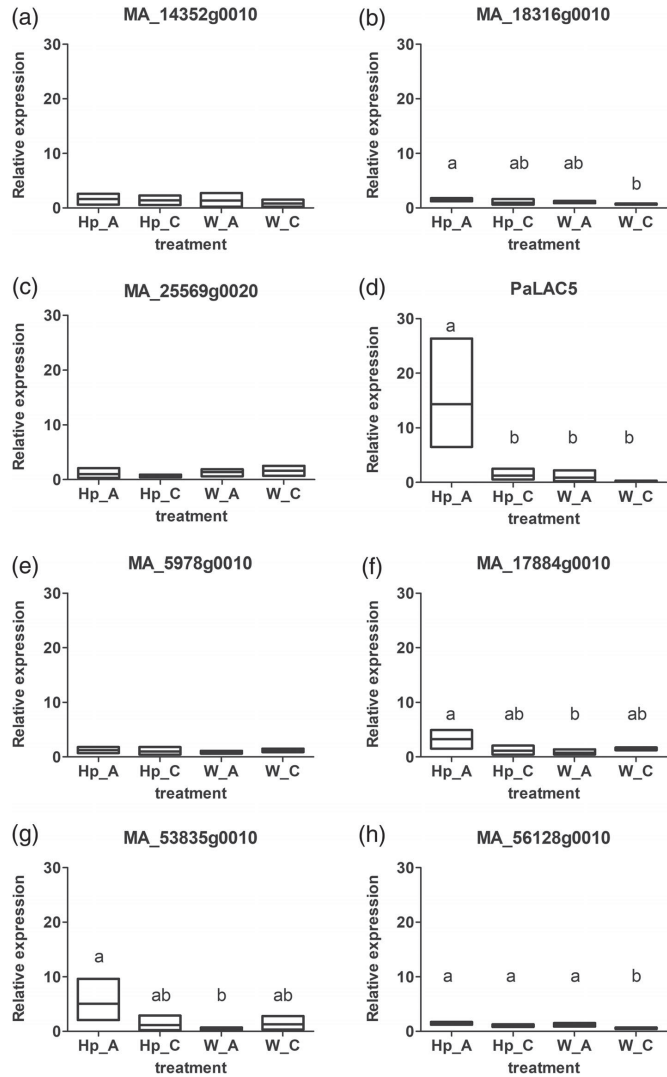 (a) MA_14352g0010
Relative expression
30
20
10
0
Hp_A Hp_C W_A W_C
treatment
(b) MA_18316g0010
Relative expression
30
20
10
0
a ab ab b
Hp_A Hp_C W_A W_C
treatment
(c) MA_25569g0020
Relative expression
30
20
10
0
Hp_A Hp_C W_A W_C
treatment
(d) PaLAC5
Relative expression
30
20
10
0
a b b b
Hp_A Hp_C W_A W_C
treatment
(e) MA_5978g0010
Relative expression
30
20
10
0
Hp_A Hp_C W_A W_C
treatment
(f) MA_17884g0010
Relative expression
30
20
10
0
a ab b ab
Hp_A Hp_C W_A W_C
treatment
(g) MA_53835g0010
Relative expression
30
20
10
0
a ab b ab
Hp_A Hp_C W_A W_C
treatment
(h) MA_56128g0010
Relative expression
30
20
10
0
a a a b
Hp_A Hp_C W_A W_C
treatment